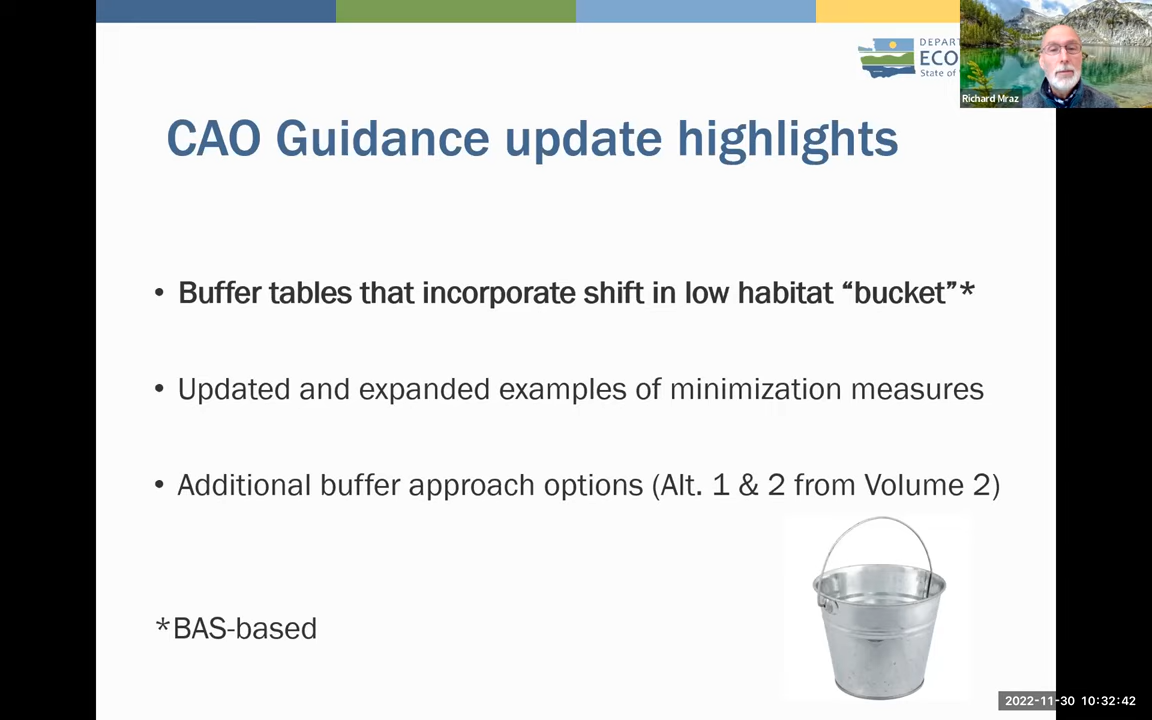 DEPAR
ECO
State of
Richard Mraz
CAO Guidance update highlights
• Buffer tables that incorporate shift in low habitat “bucket”*
• Updated and expanded examples of minimization measures
• Additional buffer approach options (Alt. 1 & 2 from Volume 2)
*BAS-based
2022-11-30 10:32:42